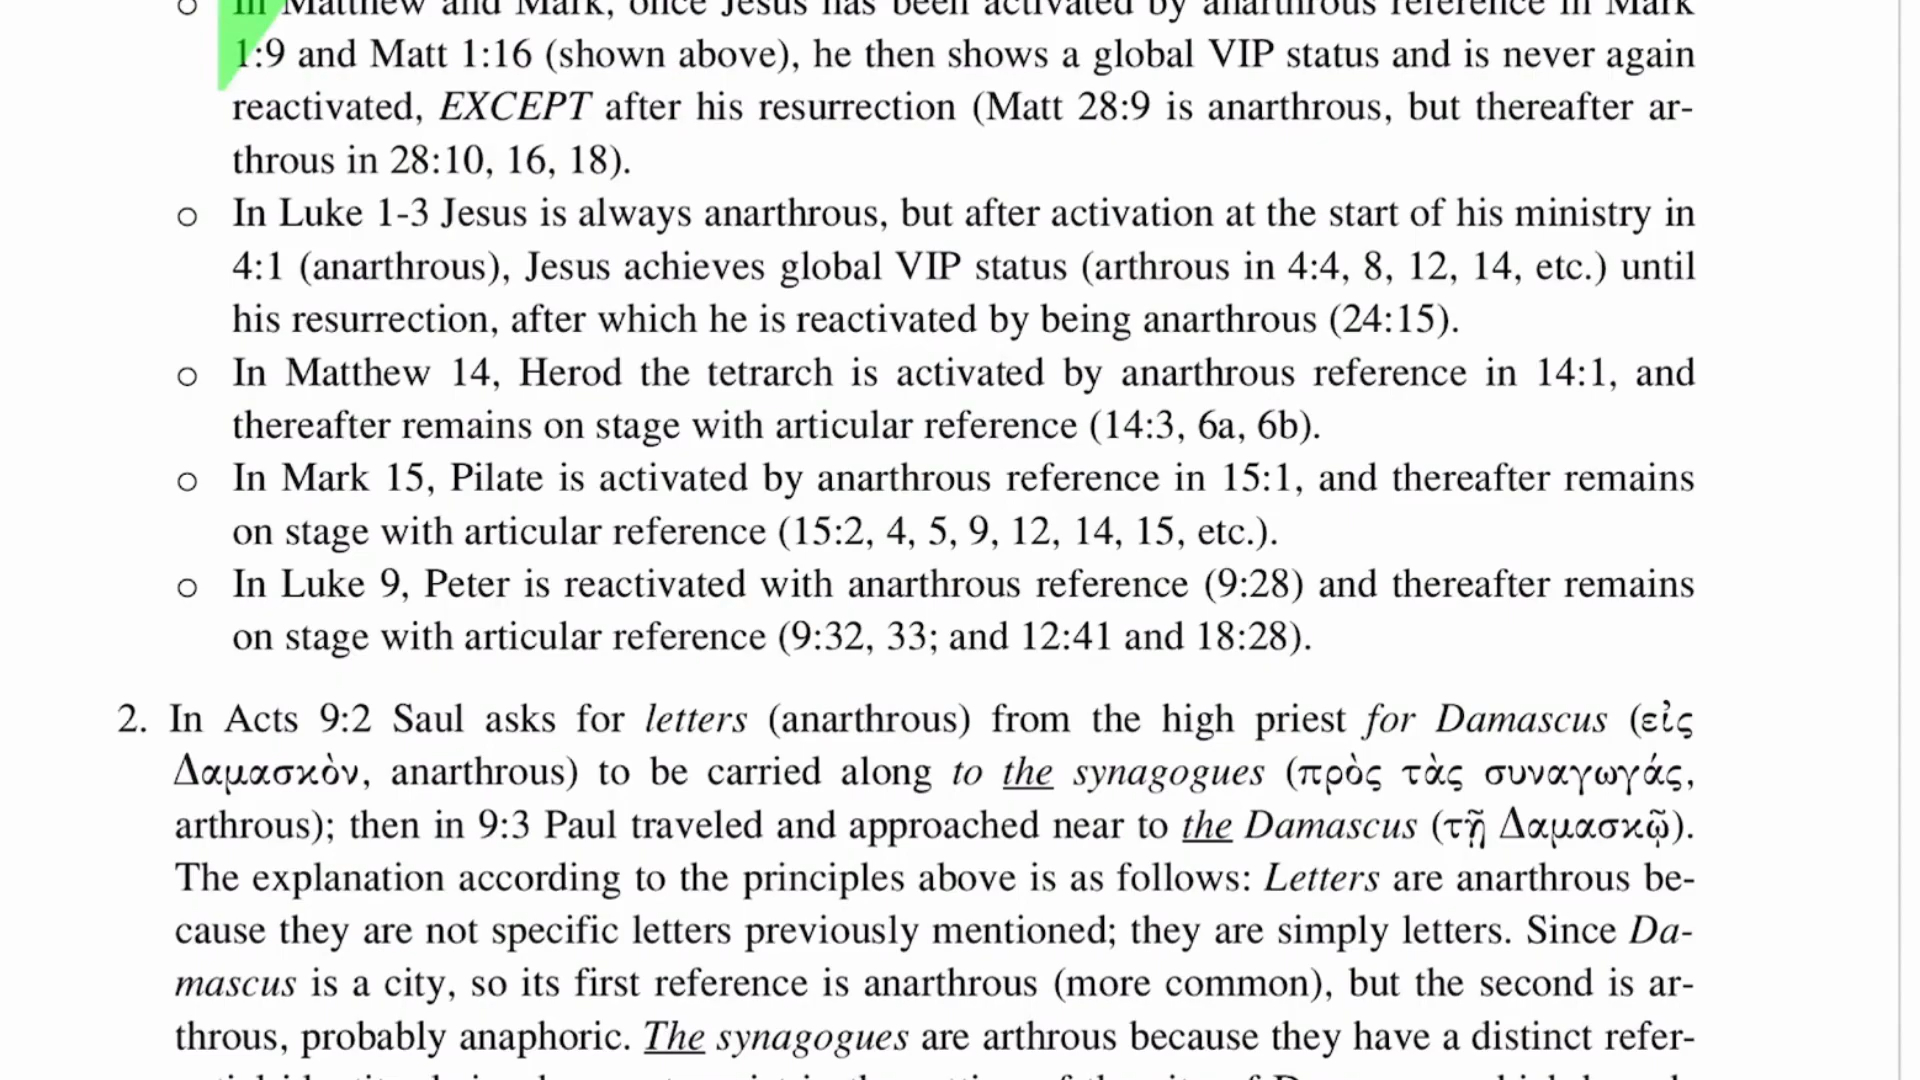 o In Matthew and Mark, once Jesus has been activated by anarthrous reference in Mark
1:9 and Matt 1:16 (shown above), he then shows a global VIP status and is never again
reactivated, EXCEPT after his resurrection (Matt 28:9 is anarthrous, but thereafter ar-
throus in 28:10, 16, 18).
o In Luke 1-3 Jesus is always anarthrous, but after activation at the start of his ministry in
4:1 (anarthrous), Jesus achieves global VIP status (arthrous in 4:4, 8, 12, 14, etc.) until
his resurrection, after which he is reactivated by being anarthrous (24:15).
o In Matthew 14, Herod the tetrarch is activated by anarthrous reference in 14:1, and
thereafter remains on stage with articular reference (14:3, 6a, 6b).
o In Mark 15, Pilate is activated by anarthrous reference in 15:1, and thereafter remains
on stage with articular reference (15:2, 4, 5, 9, 12, 14, 15, etc.).
o In Luke 9, Peter is reactivated with anarthrous reference (9:28) and thereafter remains
on stage with articular reference (9:32, 33; and 12:41 and 18:28).
2. In Acts 9:2 Saul asks for letters (anarthrous) from the high priest for Damascus (εἰς
Δαμασκὸν, anarthrous) to be carried along to the synagogues (πρὸς τὰς συναγωγάς,
arthrous); then in 9:3 Paul traveled and approached near to the Damascus (τῇ Δαμασκῷ).
The explanation according to the principles above is as follows: Letters are anarthrous be-
cause they are not specific letters previously mentioned; they are simply letters. Since Da-
mascus is a city, so its first reference is anarthrous (more common), but the second is ar-
throus, probably anaphoric. The synagogues are arthrous because they have a distinct refer-